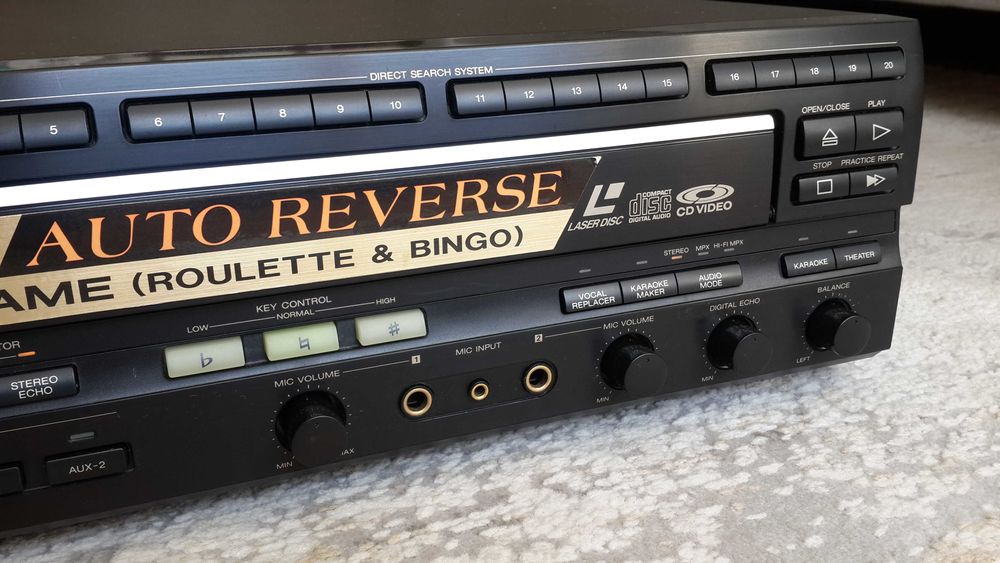 DIRECT SEARCH SYSTEM
5 6 7 8 9 10 11 12 13 14 15 16 17 18 19 20
OPEN/CLOSE PLAY
STOP PRACTICE REPEAT
AUTO REVERSE
AME (ROULETTE & BINGO)
L
LASER DISC
COMPACT
disc
DIGITAL AUDIO
CD VIDEO
STEREO MPX HI-FI MPX
VOCAL
REPLACER
KARAOKE
MAKER
AUDIO
MODE
KARAOKE THEATER
KEY CONTROL
LOW NORMAL HIGH
♭ ♮ #
TOR
STEREO
ECHO
AUX-2
MIC VOLUME 1 MIC INPUT 2 MIC VOLUME
MIN AX
MIN
DIGITAL ECHO
MIN
BALANCE
LEFT